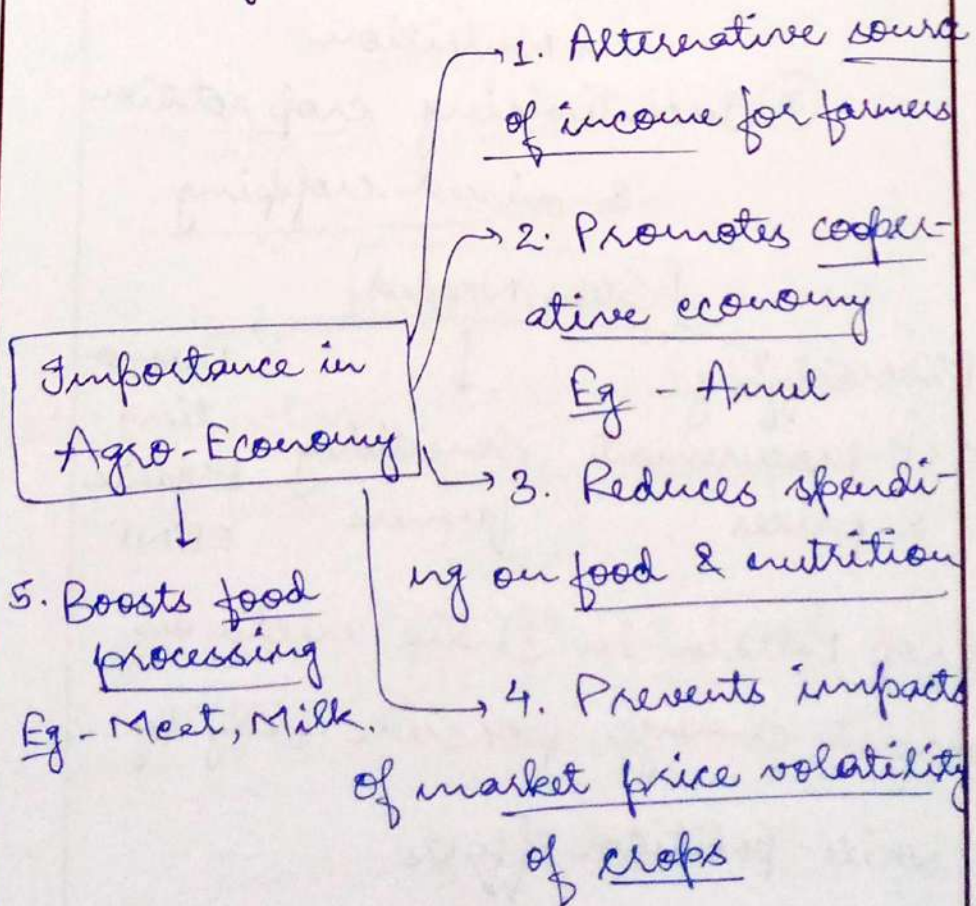 1. Alternative sourc
of income for farmers
2. Promotes cooper-
ative economy
Eg - Amul
Importance in
Agro-Economy
3. Reduces spendi-
ng on food & nutrition
4. Prevents impacts
of market price volatility
of crops
5. Boosts food
processing
Eg - Meet, Milk.